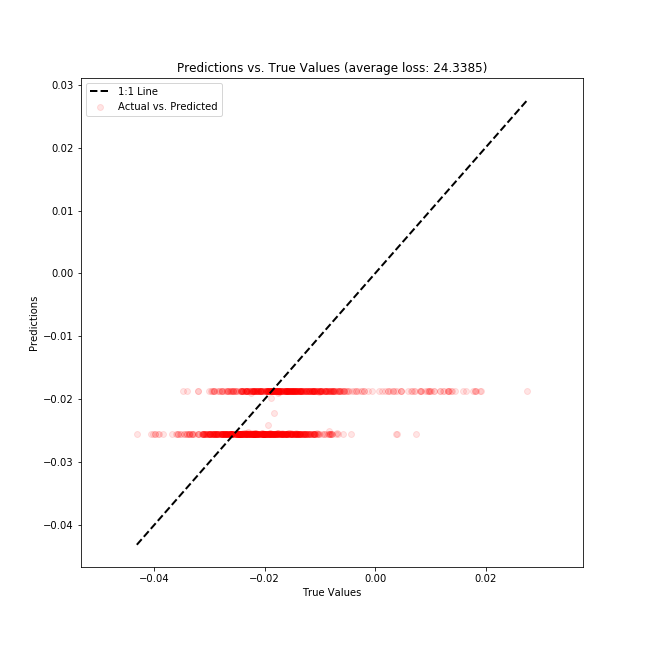 Predictions vs. True Values (average loss: 24.3385)
1:1 Line
Actual vs. Predicted
0.03
0.02
0.01
0.00
−0.01
−0.02
−0.03
−0.04
Predictions
−0.04
−0.02
0.00
0.02
True Values